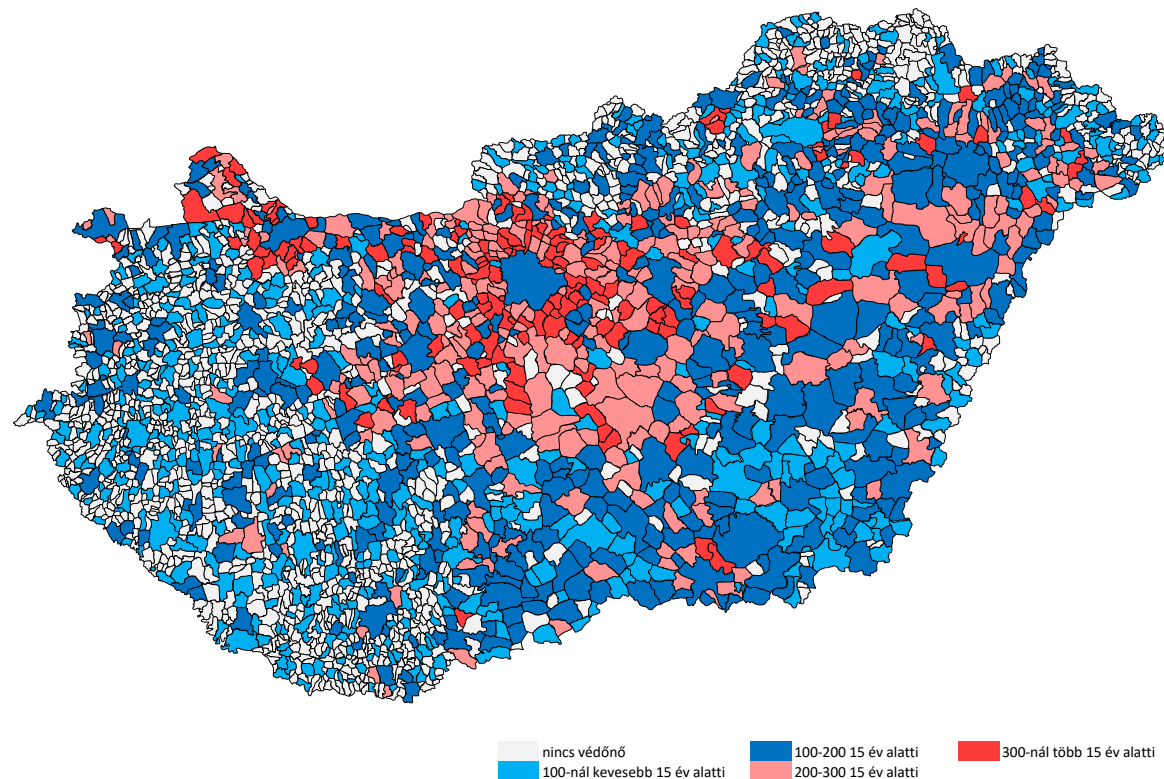 nincs védőnő
100-200 15 év alatti
300-nál több 15 év alatti
100-nál kevesebb 15 év alatti
200-300 15 év alatti